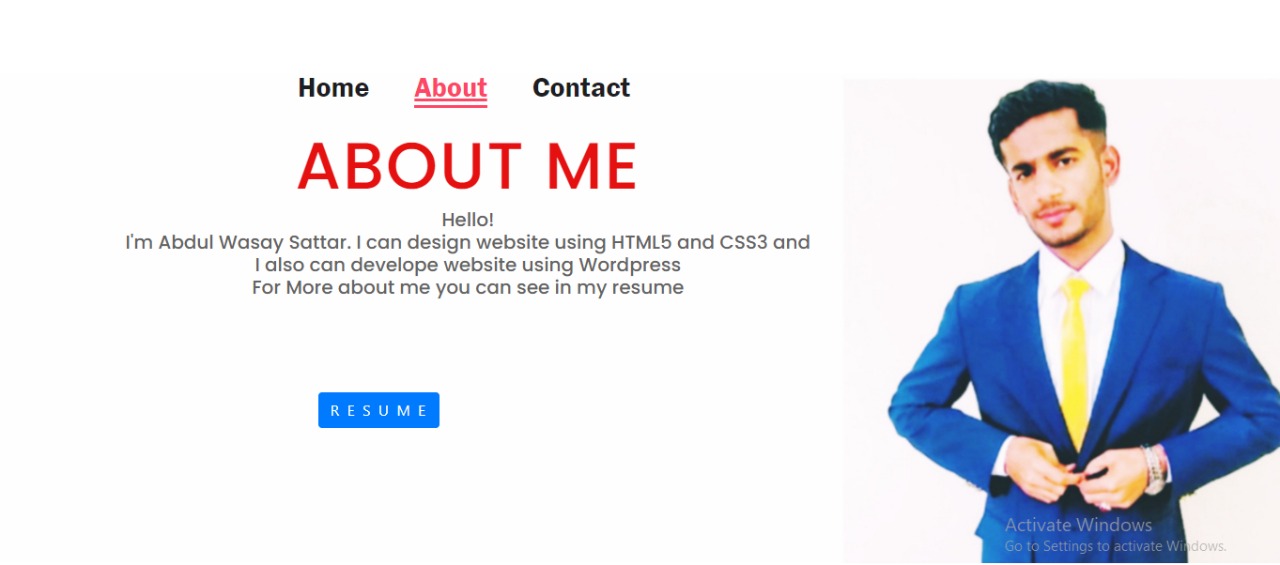 Home About Contact
ABOUT ME
Hello!
I'm Abdul Wasay Sattar. I can design website using HTML5 and CSS3 and
I also can develope website using Wordpress
For More about me you can see in my resume
RESUME
Activate Windows
Go to Settings to activate Windows.